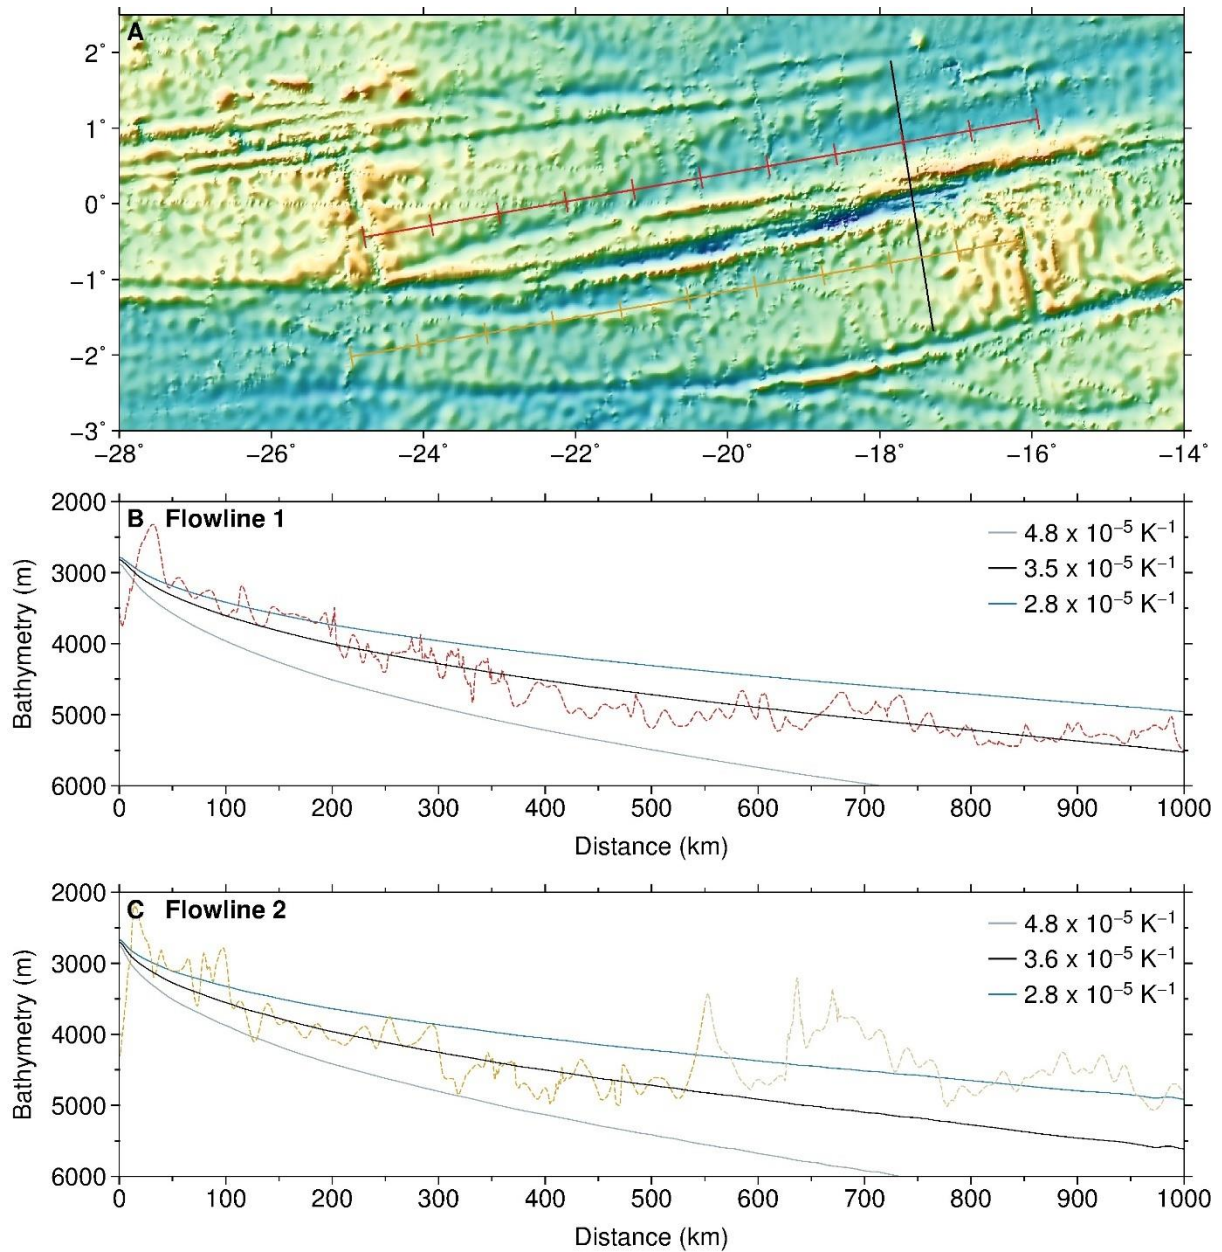 A
2°
1°
0°
−1°
−2°
−3°
−28° −26° −24° −22° −20° −18° −16° −14°
B Flowline 1
4.8 x 10⁻⁵ K⁻¹
3.5 x 10⁻⁵ K⁻¹
2.8 x 10⁻⁵ K⁻¹
Bathymetry (m)
2000
3000
4000
5000
6000
0 100 200 300 400 500 600 700 800 900 1000
Distance (km)
C Flowline 2
4.8 x 10⁻⁵ K⁻¹
3.6 x 10⁻⁵ K⁻¹
2.8 x 10⁻⁵ K⁻¹
Bathymetry (m)
2000
3000
4000
5000
6000
0 100 200 300 400 500 600 700 800 900 1000
Distance (km)